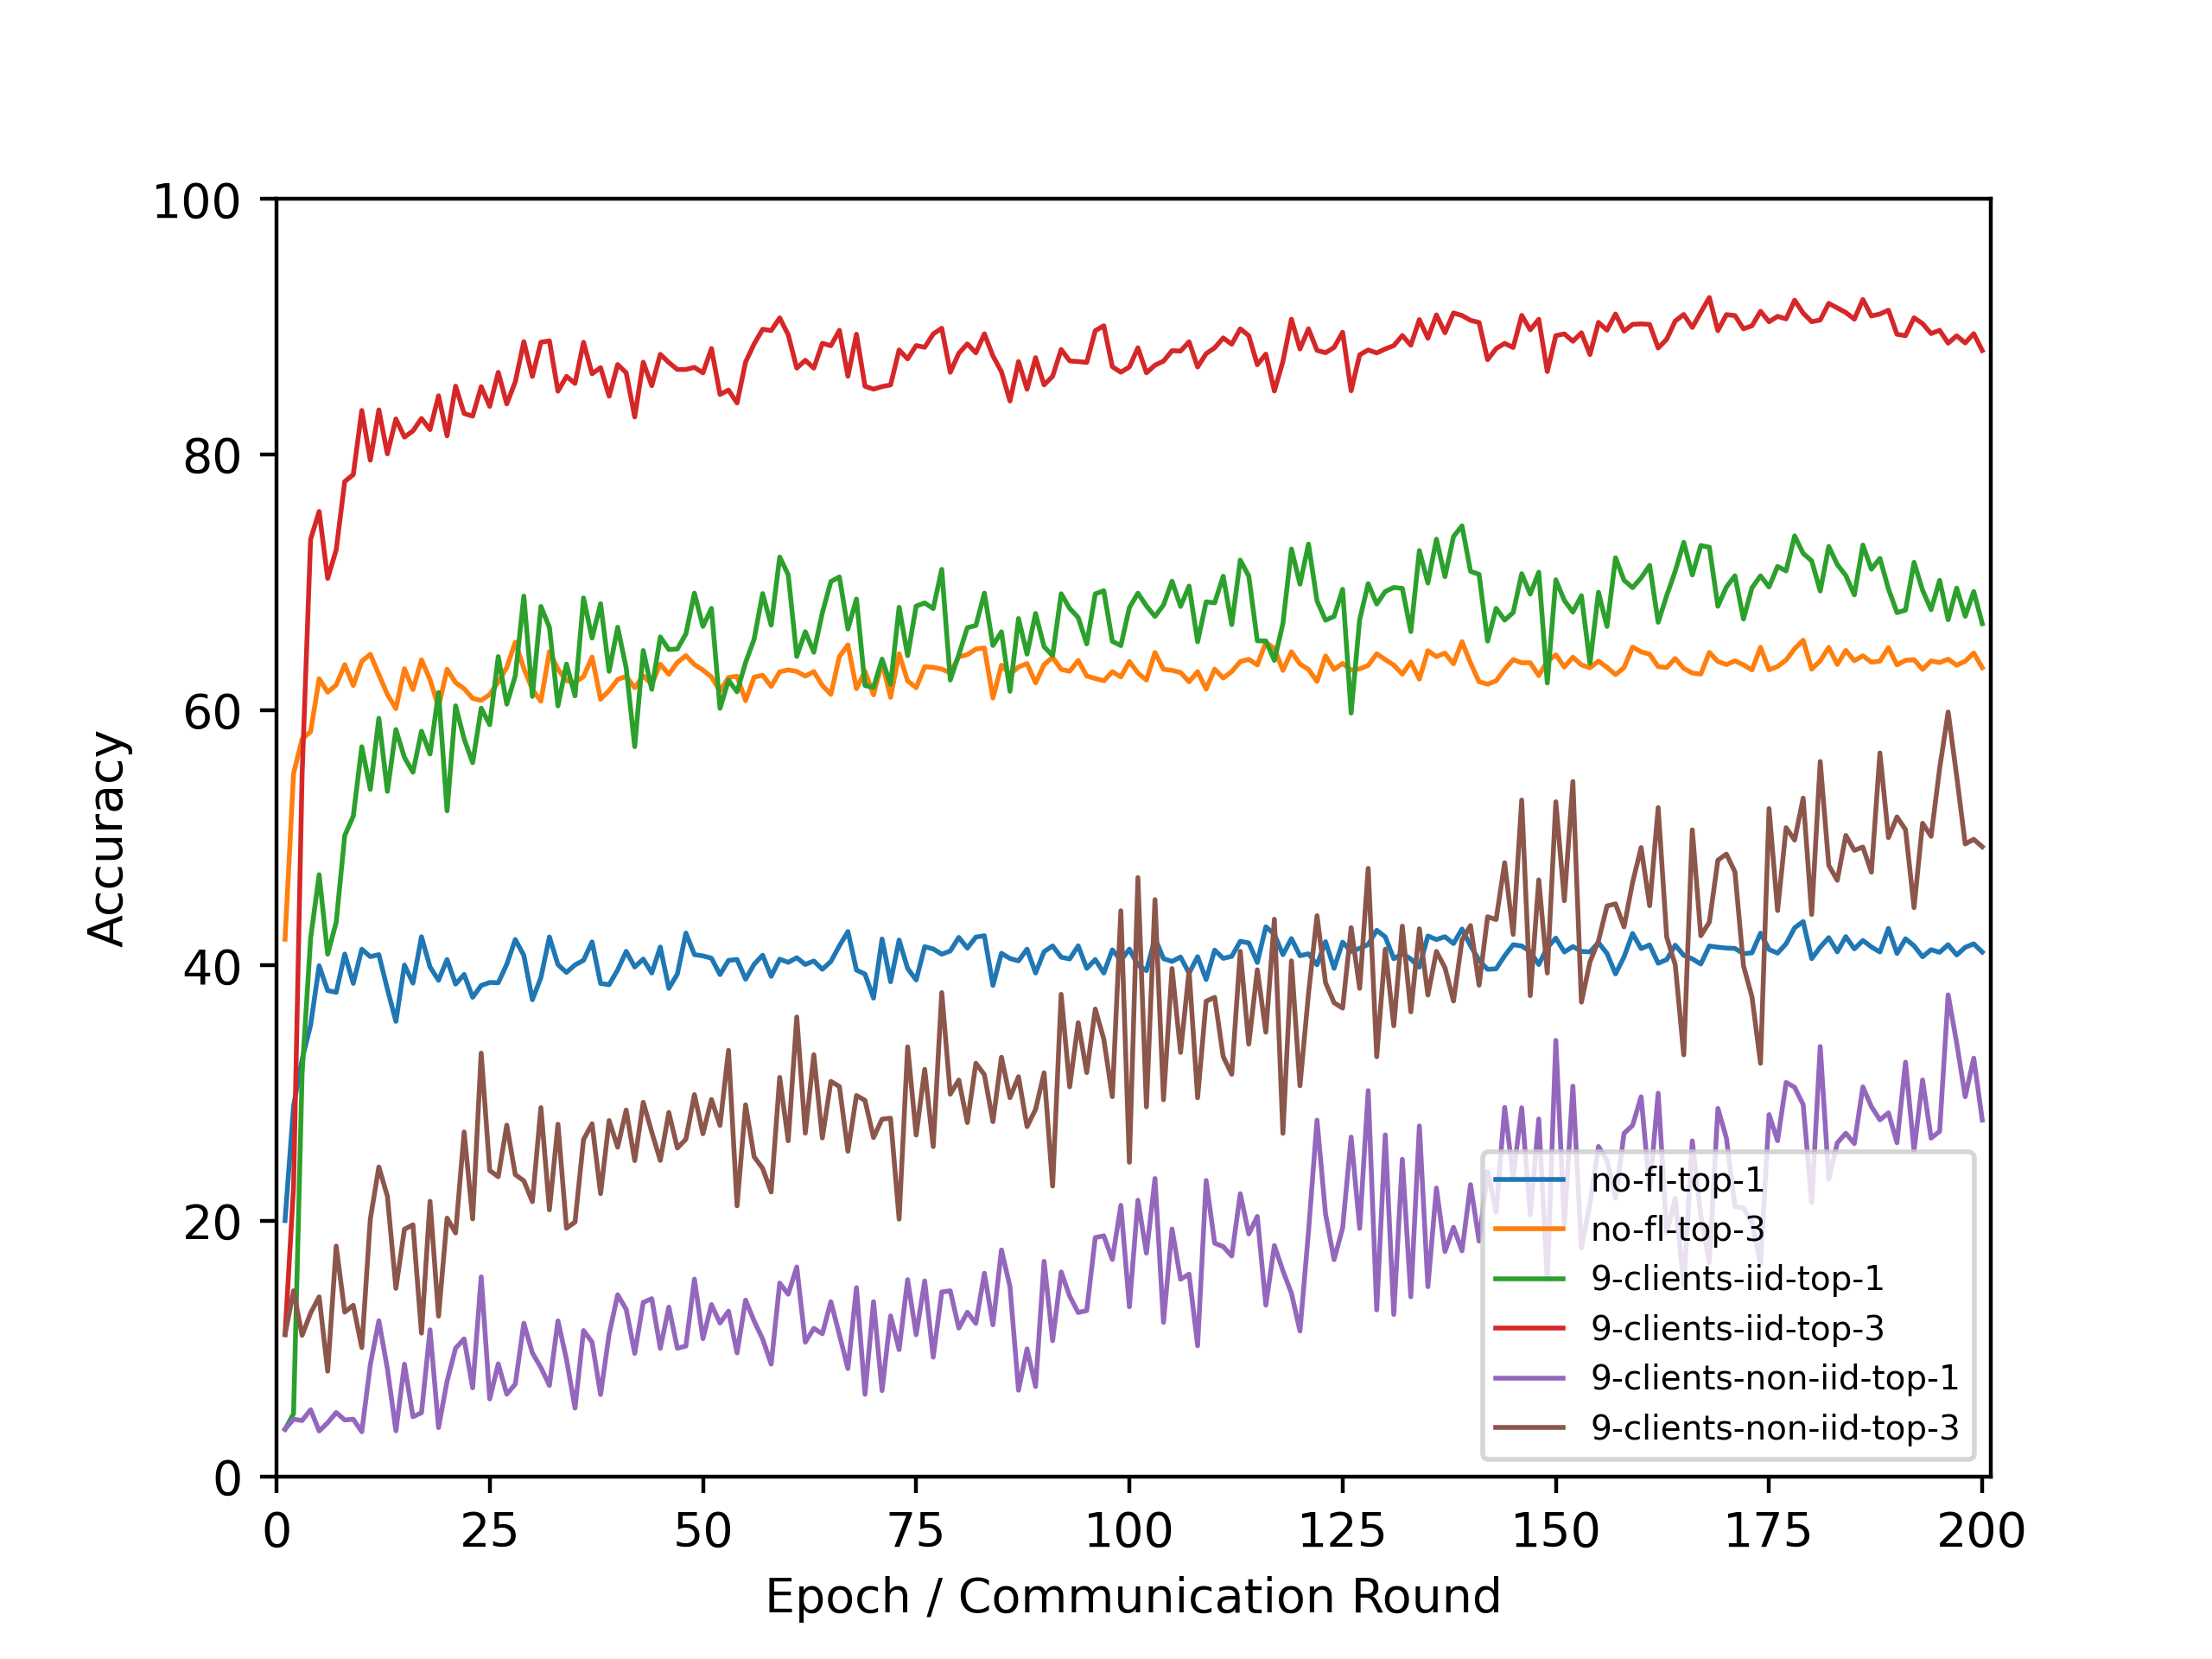 100
80
60
40
20
0
Accuracy
0 25 50 75 100 125 150 175 200
Epoch / Communication Round
no-fl-top-1
no-fl-top-3
9-clients-iid-top-1
9-clients-iid-top-3
9-clients-non-iid-top-1
9-clients-non-iid-top-3